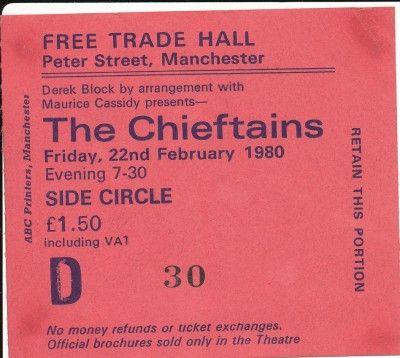 FREE TRADE HALL
Peter Street, Manchester
Derek Block by arrangement with
Maurice Cassidy presents—
The Chieftains
Friday, 22nd February 1980
Evening 7-30
SIDE CIRCLE
£1.50
including VA1
D 30
No money refunds or ticket exchanges.
Official brochures sold only in the Theatre
ABC Printers, Manchester
RETAIN THIS PORTION